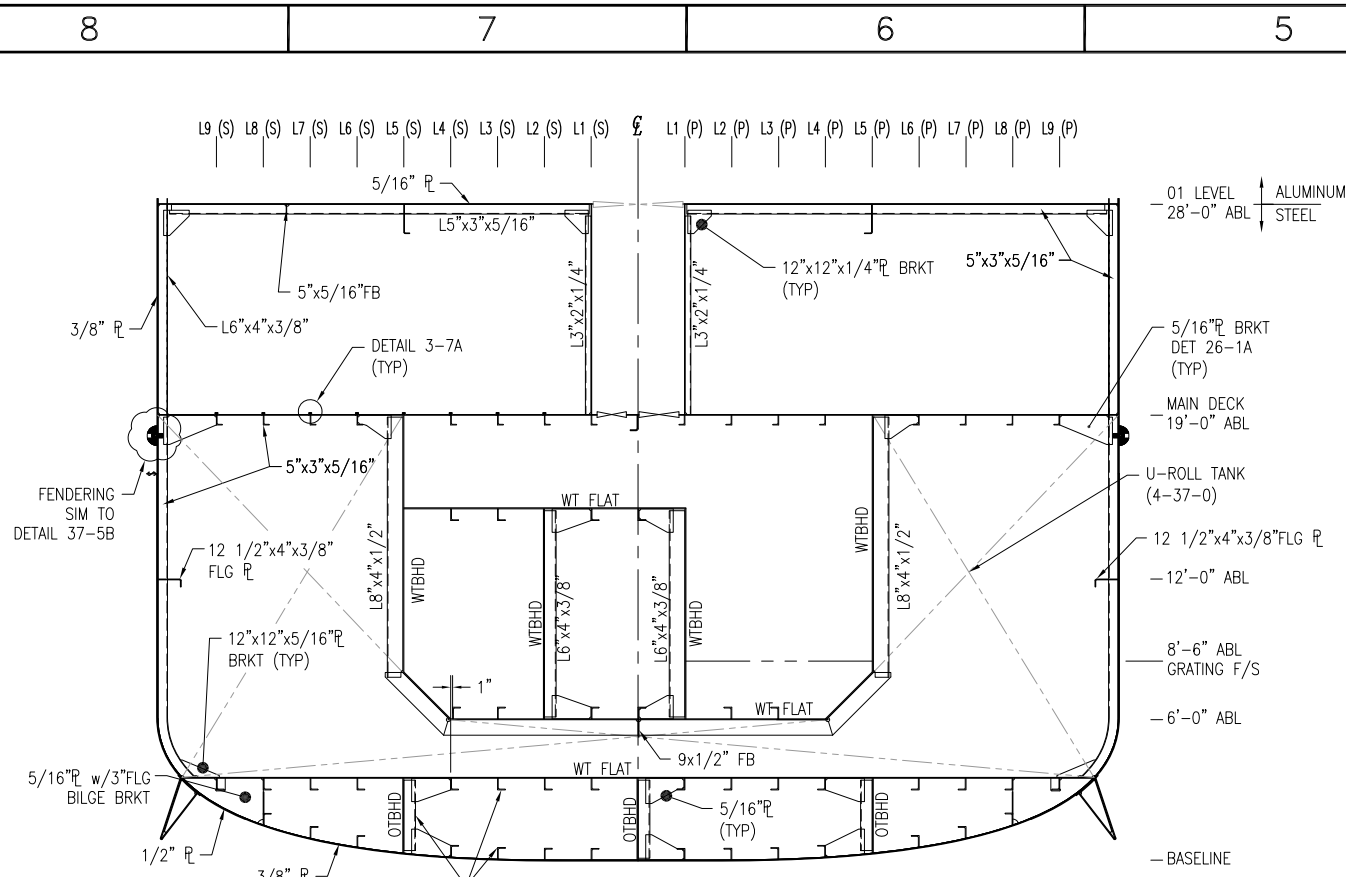 8 7 6 5
L9 (S) L8 (S) L7 (S) L6 (S) L5 (S) L4 (S) L3 (S) L2 (S) L1 (S) ℄ L1 (P) L2 (P) L3 (P) L4 (P) L5 (P) L6 (P) L7 (P) L8 (P) L9 (P)
5/16" ⅊
L5"x3"x5/16"
01 LEVEL
28'-0" ABL
ALUMINUM
STEEL
5"x5/16"FB
L3"x2"x1/4"
L3"x2"x1/4"
12"x12"x1/4"⅊ BRKT
(TYP)
5"x3"x5/16"
3/8" ⅊
L6"x4"x3/8"
DETAIL 3-7A
(TYP)
5/16"⅊ BRKT
DET 26-1A
(TYP)
MAIN DECK
19'-0" ABL
5"x3"x5/16"
FENDERING
SIM TO
DETAIL 37-5B
WT FLAT
U-ROLL TANK
(4-37-0)
12 1/2"x4"x3/8"
FLG ⅊
L8"x4"x1/2"
WTBHD
WTBHD
L6"x4"x3/8"
L6"x4"x3/8"
WTBHD
WTBHD
L8"x4"x1/2"
12 1/2"x4"x3/8"FLG ⅊
12'-0" ABL
12"x12"x5/16"⅊
BRKT (TYP)
8'-6" ABL
GRATING F/S
1"
WT FLAT
6'-0" ABL
9x1/2" FB
5/16"⅊ w/3"FLG
BILGE BRKT
WT FLAT
OTBHD
OTBHD
5/16"⅊
(TYP)
OTBHD
1/2" ⅊
3/8" ⅊
BASELINE